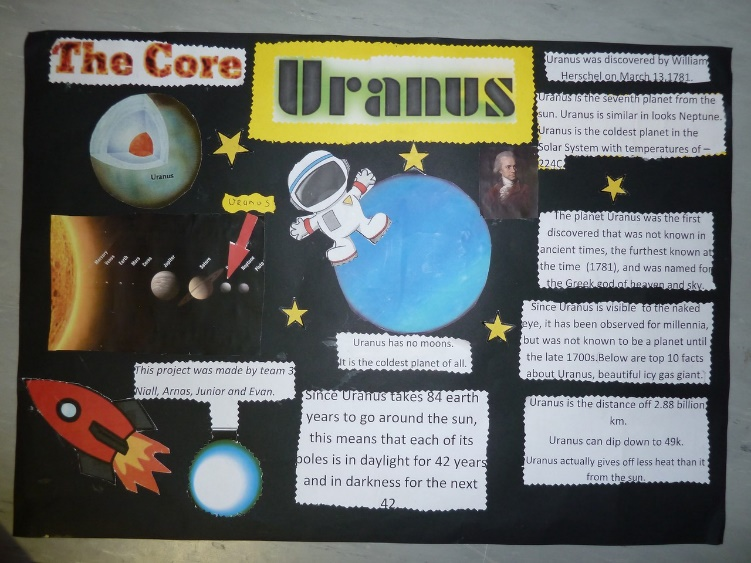 The Core
Uranus
Uranus was discovered by William
Herschel on March 13,1781.
Uranus is the seventh planet from the
sun. Uranus is similar in looks Neptune.
Uranus is the coldest planet in the
Solar System with temperatures of –
224C
Uranus
Uranus
Mercury
Venus
Earth
Mars
Ceres
Jupiter
Saturn
Neptune
Pluto
The planet Uranus was the first
discovered that was not known in
ancient times, the furthest known at
the time (1781), and was named for
the Greek god of heaven and sky.
Since Uranus is visible to the naked
eye, it has been observed for millennia,
but was not known to be a planet until
the late 1700s.Below are top 10 facts
about Uranus, beautiful icy gas giant.
Uranus has no moons.
It is the coldest planet of all.
This project was made by team 3
Niall, Arnas, Junior and Evan.
Since Uranus takes 84 earth
years to go around the sun,
this means that each of its
poles is in daylight for 42 years
and in darkness for the next
42.
Uranus is the distance off 2.88 billion
km.
Uranus can dip down to 49k.
Uranus actually gives off less heat than it
from the sun.